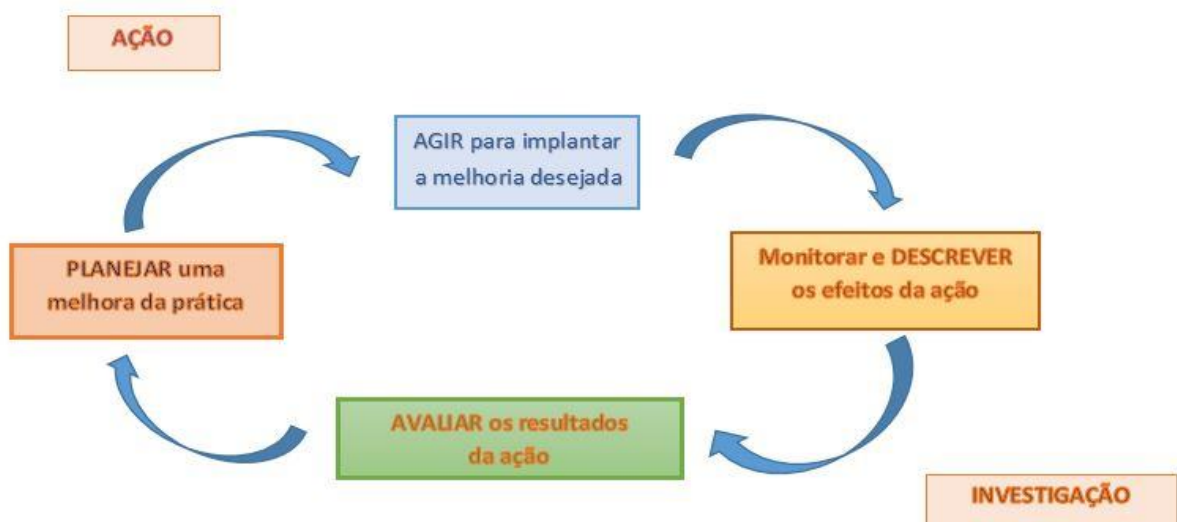 AÇÃO
AGIR para implantar
a melhoria desejada
PLANEJAR uma
melhora da prática
Monitorar e DESCREVER
os efeitos da ação
AVALIAR os resultados
da ação
INVESTIGAÇÃO